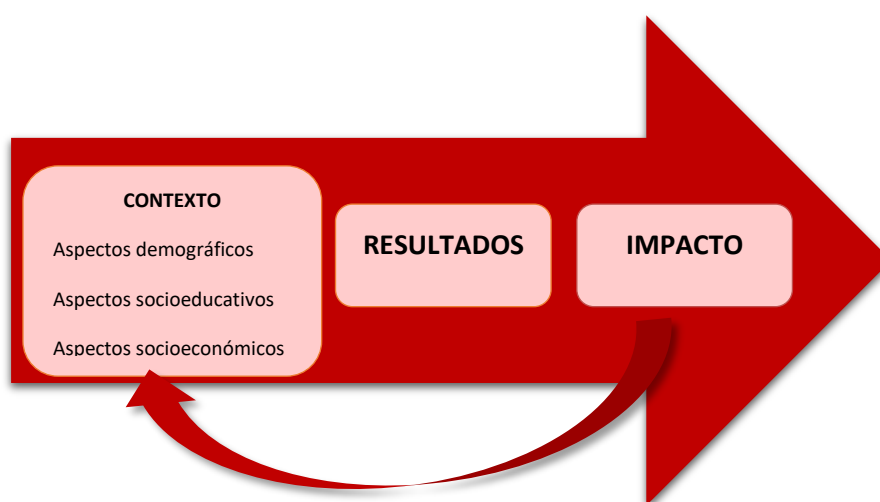 CONTEXTO
Aspectos demográficos
Aspectos socioeducativos
Aspectos socioeconómicos
RESULTADOS
IMPACTO